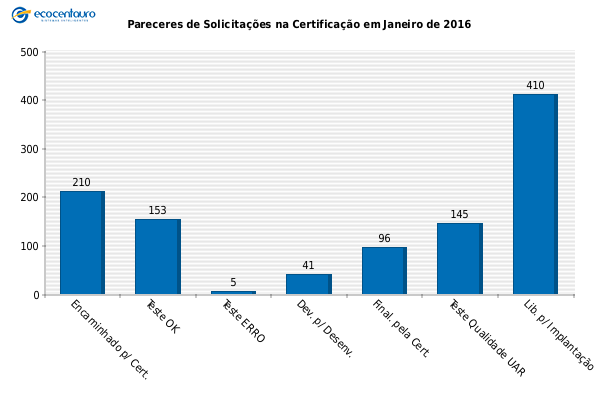 ecocentauro
Pareceres de Solicitações na Certificação em Janeiro de 2016
500
400
300
200
100
0
210
153
5
41
96
145
410
Encaminhado p/ Cert.
Teste OK
Teste ERRO
Dev. p/ Desenv.
Final. pela Cert.
Teste Qualidade UAR
Lib. p/ Implantação